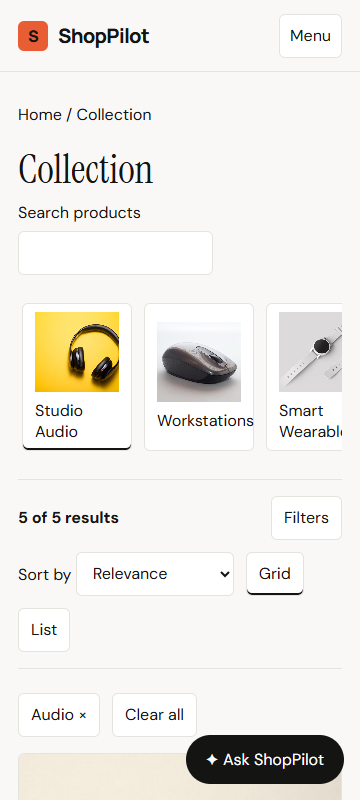 S ShopPilot Menu
Home / Collection
Collection
Search products
Studio
Audio
Workstations
Smart
Wearable
5 of 5 results
Filters
Sort by
Relevance
Grid
List
Audio ×
Clear all
✦ Ask ShopPilot